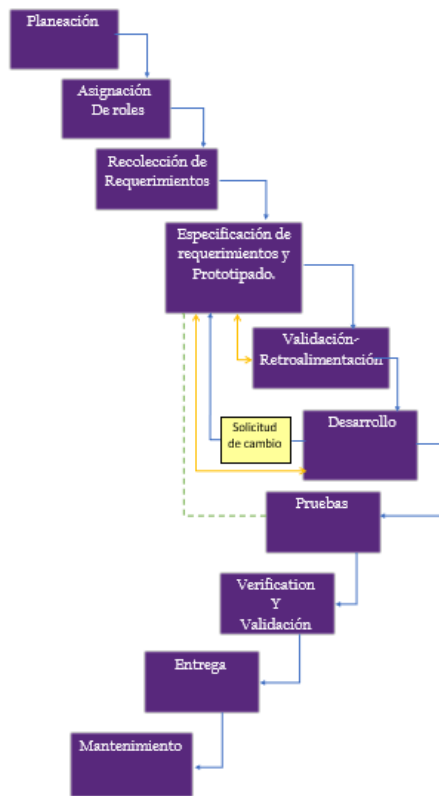 Planeación
Asignación
De roles
Recolección de
Requerimientos
Especificación de
requerimientos y
Prototipado.
Validación-
Retroalimentación
Solicitud
de cambio
Desarrollo
Pruebas
Verification
Y
Validación
Entrega
Mantenimiento